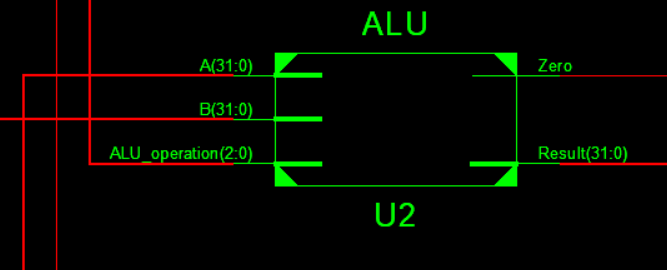 ALU
A(31:0)
Zero
B(31:0)
ALU_operation(2:0)
Result(31:0)
U2